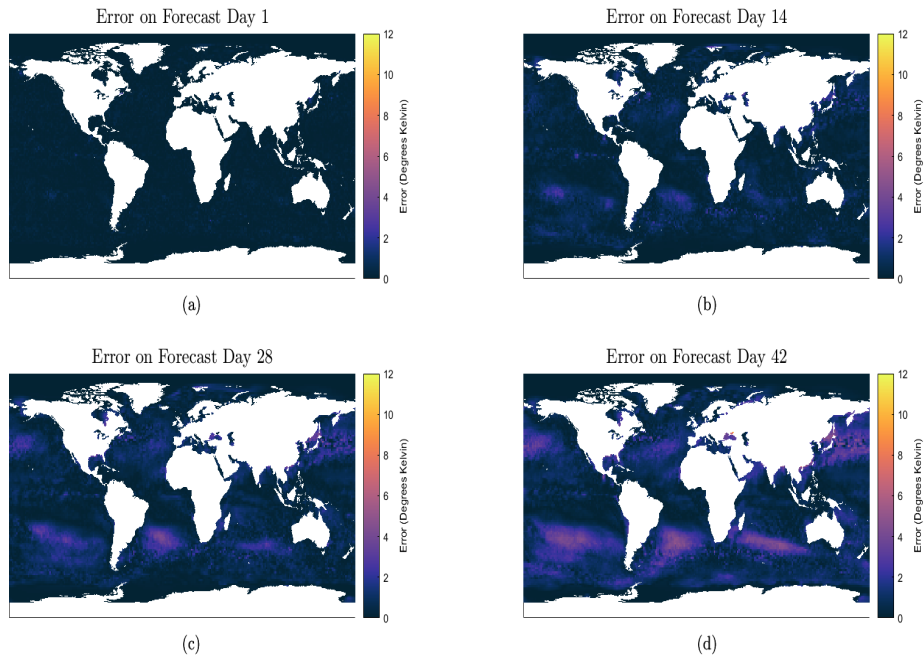 Error on Forecast Day 1
12
10
8
6
4
2
0
Error (Degrees Kelvin)
(a)
Error on Forecast Day 14
12
10
8
6
4
2
0
Error (Degrees Kelvin)
(b)
Error on Forecast Day 28
12
10
8
6
4
2
0
Error (Degrees Kelvin)
(c)
Error on Forecast Day 42
12
10
8
6
4
2
0
Error (Degrees Kelvin)
(d)